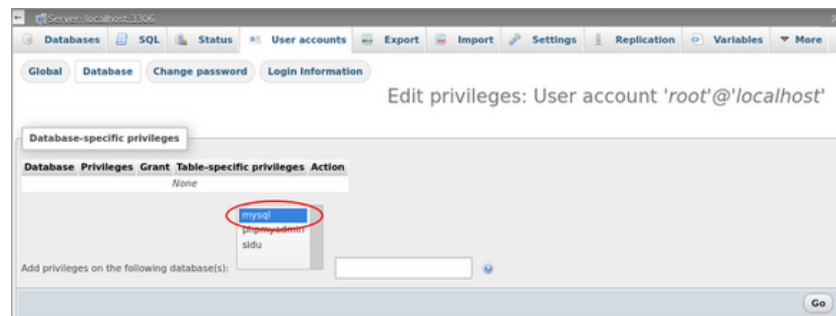 Server: localhost:3306
Databases SQL Status User accounts Export Import Settings Replication Variables More
Global Database Change password Login Information
Edit privileges: User account 'root'@'localhost'
Database-specific privileges
Database Privileges Grant Table-specific privileges Action
None
mysql
phpmyadmin
sidu
Add privileges on the following database(s):
Go